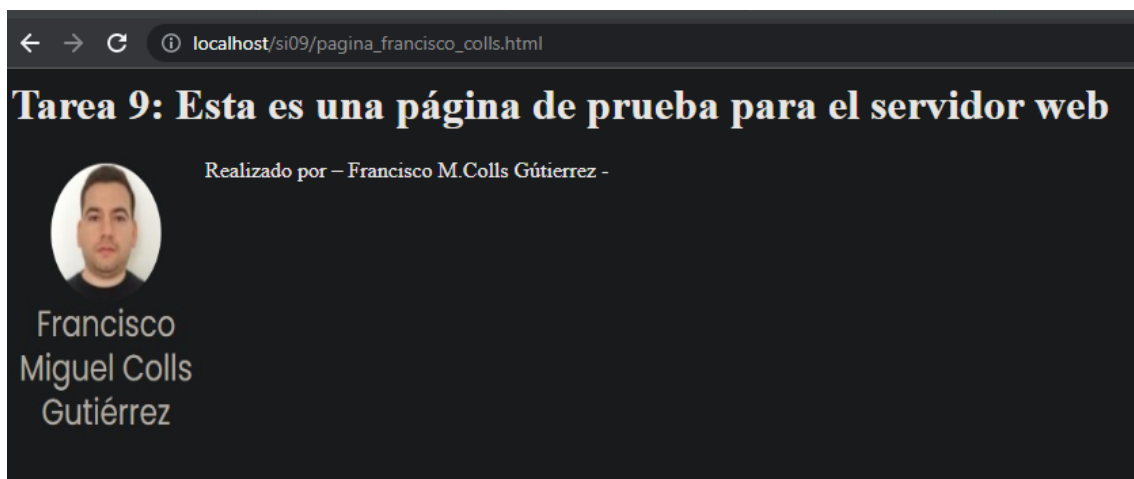 localhost/si09/pagina_francisco_colls.html
Tarea 9: Esta es una página de prueba para el servidor web
Realizado por – Francisco M.Colls Gútierrez -
Francisco
Miguel Colls
Gutiérrez